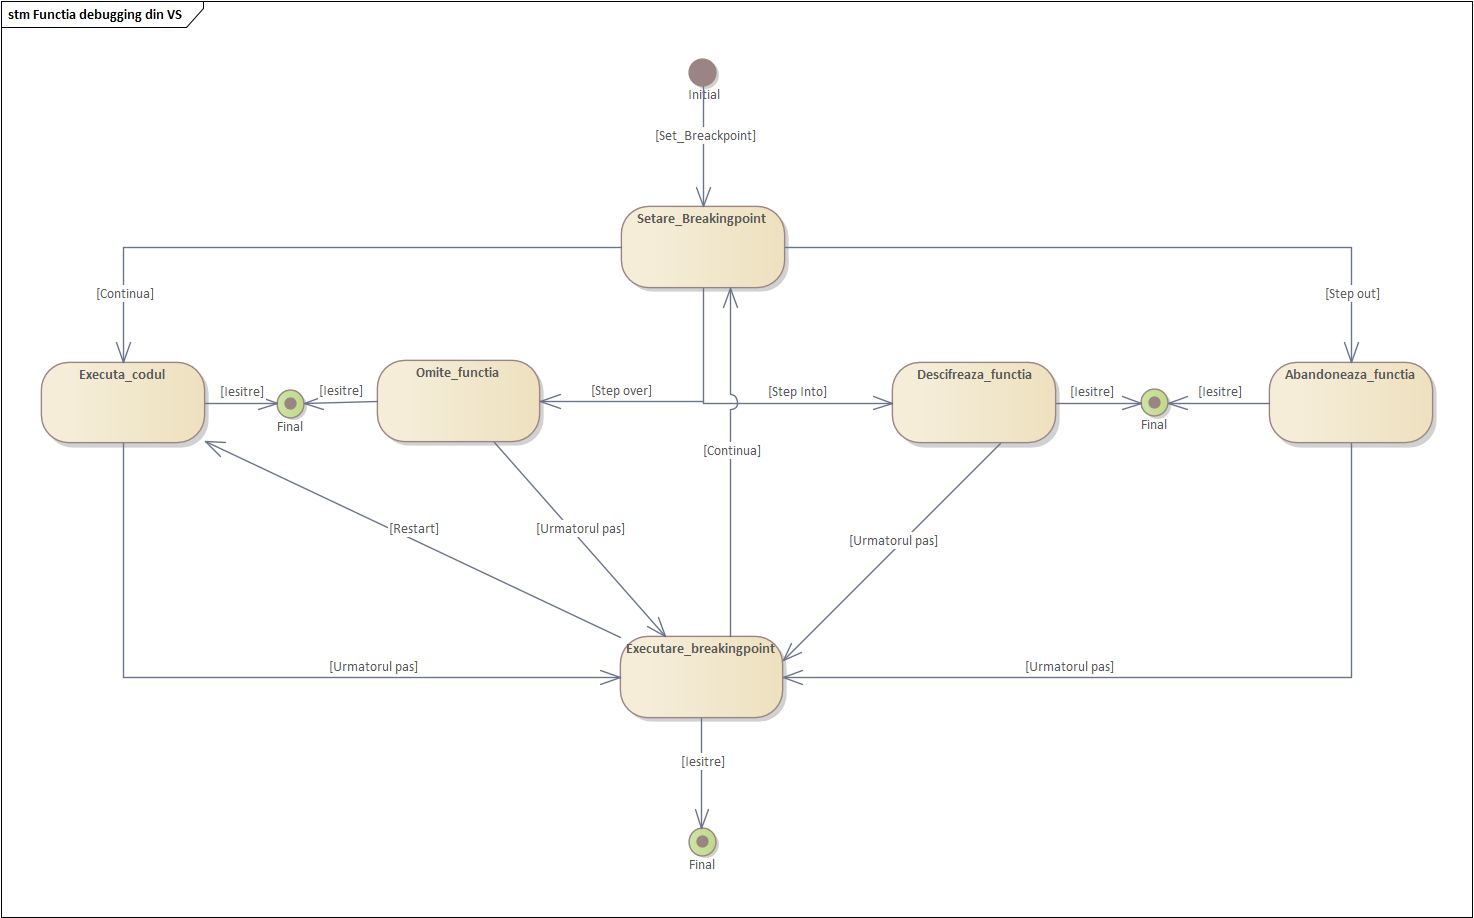 stm Functia debugging din VS
Initial
[Set_Breackpoint]
Setare_Breakingpoint
[Continua]
[Step out]
Executa_codul
Omite_functia
Descifreaza_functia
Abandoneaza_functia
[Iesitre]
[Iesitre]
[Step over]
[Step Into]
[Iesitre]
[Iesitre]
Final
Final
[Continua]
[Restart]
[Urmatorul pas]
[Urmatorul pas]
Executare_breakingpoint
[Urmatorul pas]
[Urmatorul pas]
[Iesitre]
Final